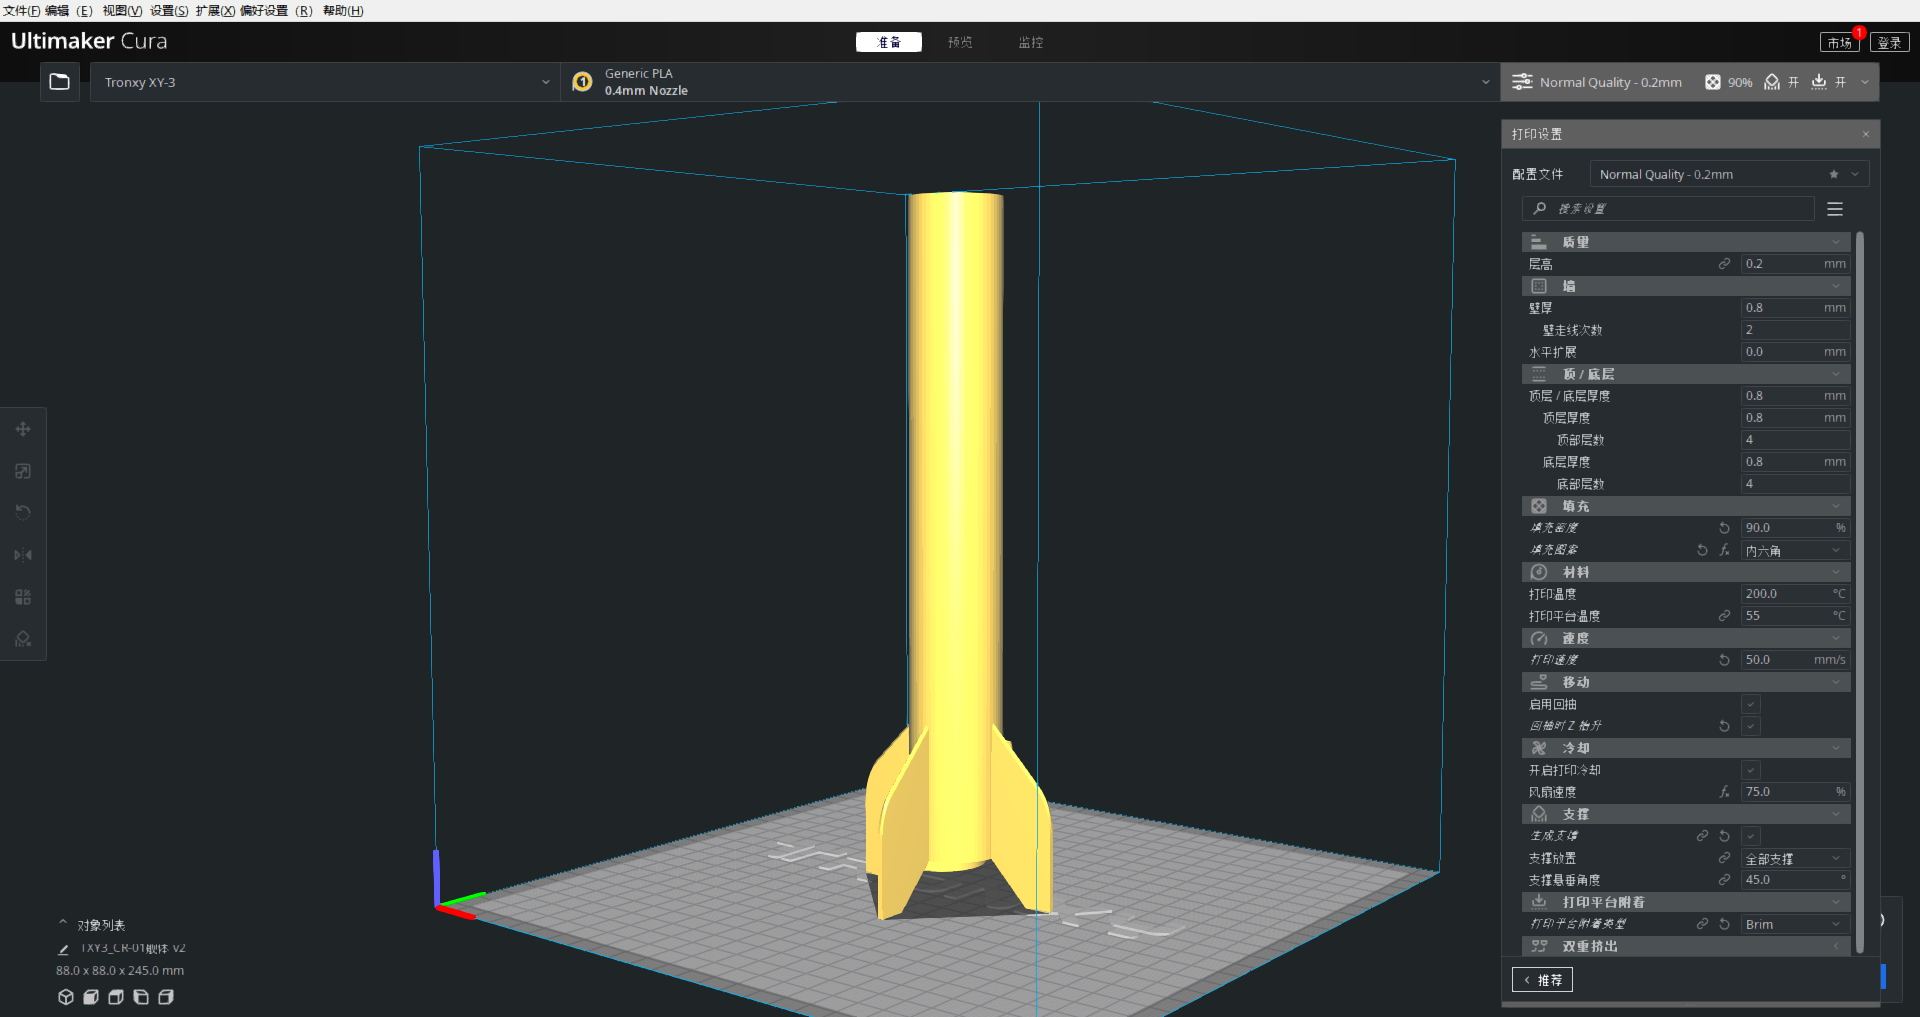 文件(F) 编辑 (E) 视图(V) 设置(S) 扩展(X) 偏好设置 (R) 帮助(H)
Ultimaker Cura
准备 预览 监控
市场 1 登录
Tronxy XY-3
1 Generic PLA
0.4mm Nozzle
Normal Quality - 0.2mm 90% 开 开
打印设置 ×
配置文件 Normal Quality - 0.2mm
搜索设置
质量
层高 0.2 mm
墙
壁厚 0.8 mm
壁走线次数 2
水平扩展 0.0 mm
顶 / 底层
顶层 / 底层厚度 0.8 mm
顶层厚度 0.8 mm
顶部层数 4
底层厚度 0.8 mm
底部层数 4
填充
填充密度 90.0 %
填充图案 内六角
材料
打印温度 200.0 °C
打印平台温度 55 °C
速度
打印速度 50.0 mm/s
移动
启用回抽
回抽时 Z 抬升
冷却
开启打印冷却
风扇速度 75.0 %
支撑
生成支撑
支撑放置 全部支撑
支撑悬垂角度 45.0 °
打印平台附着
打印平台附着类型 Brim
双重挤出
推荐
对象列表
TXY3_CR-01舰体 v2
88.0 x 88.0 x 245.0 mm